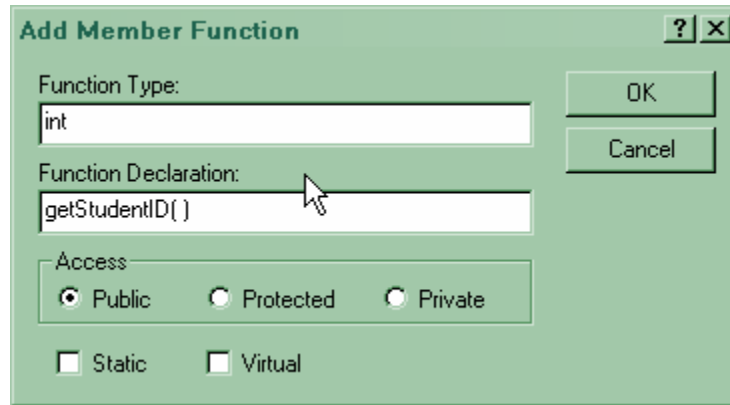 Add Member Function
?
Function Type:
OK
int
Cancel
Function Declaration:
getStudentID( )
Access
Public Protected Private
Static Virtual